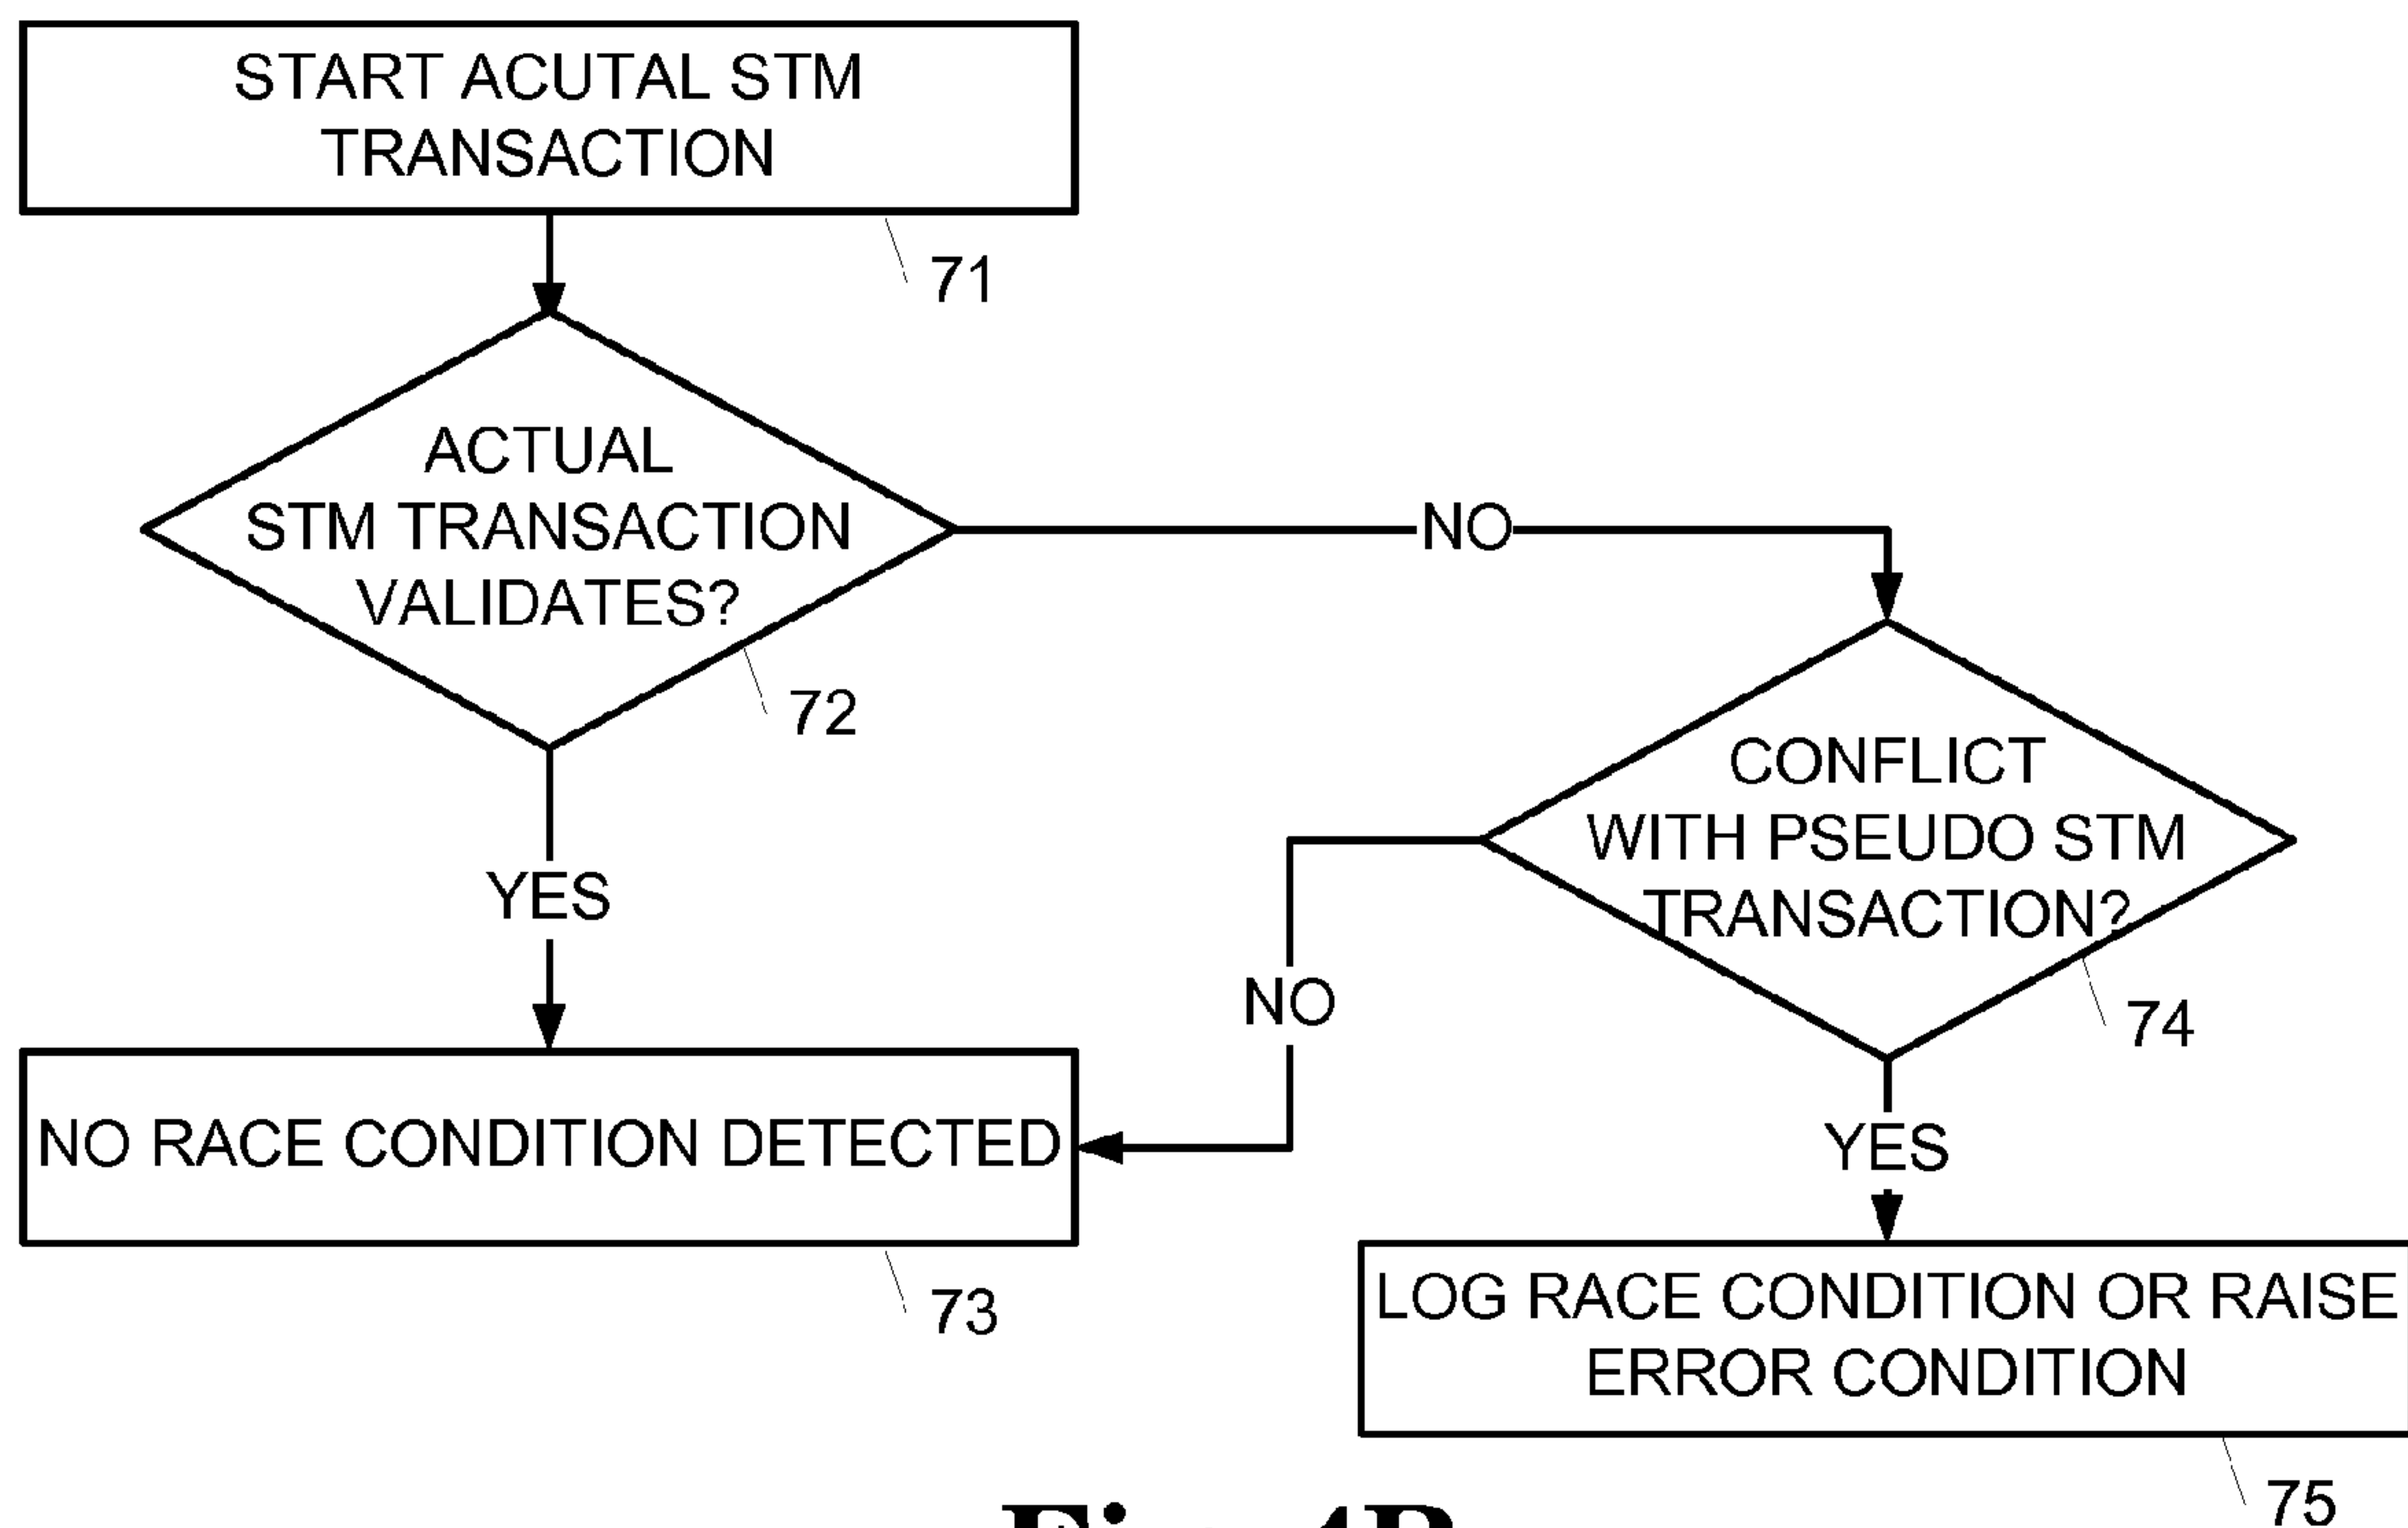 START ACUTAL STM
TRANSACTION
71
ACTUAL
STM TRANSACTION
VALIDATES?
72
NO
YES
CONFLICT
WITH PSEUDO STM
TRANSACTION?
74
NO
YES
NO RACE CONDITION DETECTED
73
LOG RACE CONDITION OR RAISE
ERROR CONDITION
75